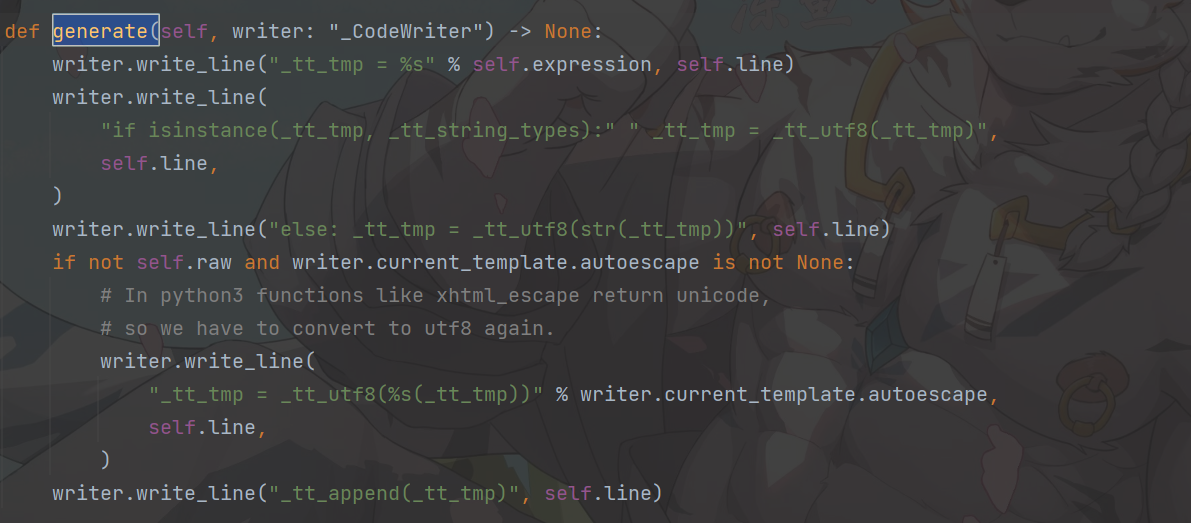 def generate(self, writer: "_CodeWriter") -> None:
    writer.write_line("_tt_tmp = %s" % self.expression, self.line)
    writer.write_line(
        "if isinstance(_tt_tmp, _tt_string_types):" " _tt_tmp = _tt_utf8(_tt_tmp)",
        self.line,
    )
    writer.write_line("else: _tt_tmp = _tt_utf8(str(_tt_tmp))", self.line)
    if not self.raw and writer.current_template.autoescape is not None:
        # In python3 functions like xhtml_escape return unicode,
        # so we have to convert to utf8 again.
        writer.write_line(
            "_tt_tmp = _tt_utf8(%s(_tt_tmp))" % writer.current_template.autoescape,
            self.line,
        )
    writer.write_line("_tt_append(_tt_tmp)", self.line)